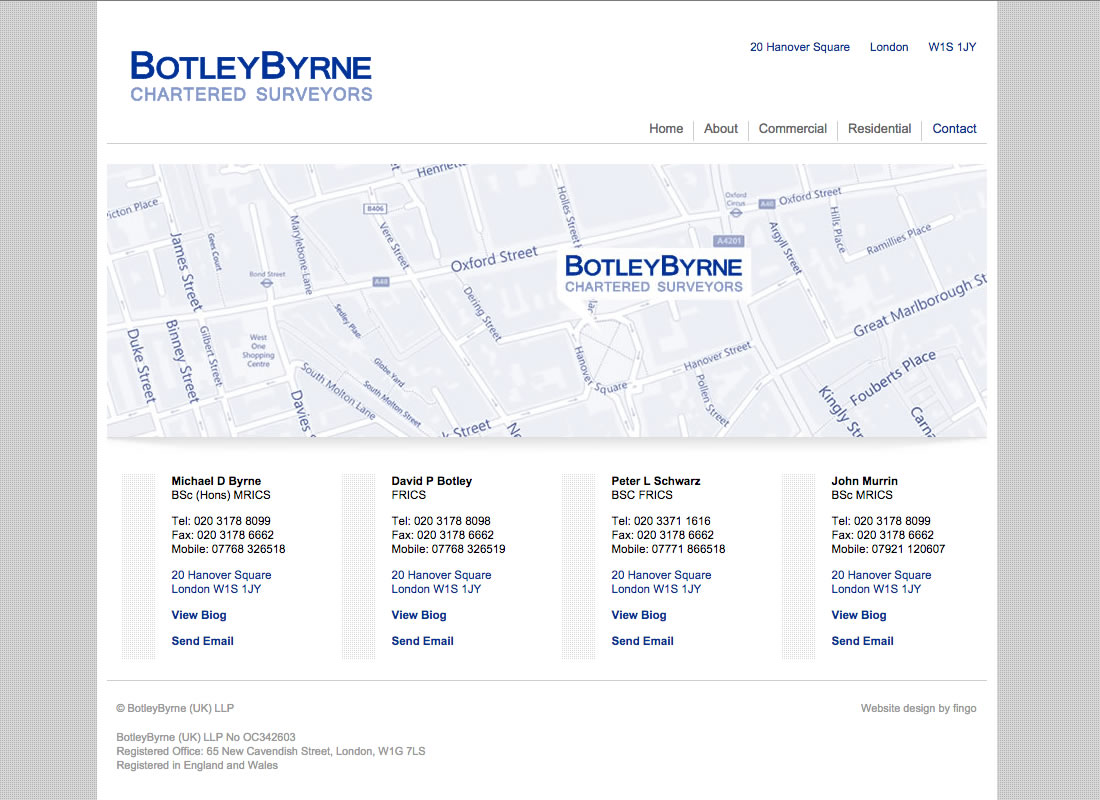 20 Hanover Square London W1S 1JY
BOTLEYBYRNE
CHARTERED SURVEYORS
Home About Commercial Residential Contact
Henriett
Oxford Circus
A40
Oxford Street
B406
Holles Street
icton Place
James Street
Gees Court
Marylebone Lane
Vere Street
A4201
Argyll Street
Hills Place
Ramillies Place
Bond Street
A40
Oxford Street
BOTLEYBYRNE
CHARTERED SURVEYORS
Dering Street
Great Marlborough St
Duke Street
Binney Street
Gilbert Street
West
One
Shopping
Centre
Sedley Plac
Globe Yard
South Molton Lane
South Molton Street
Davies S
k Street
Ne
Hanover Square
Hanover Street
Pollen Street
Kingly Str
Fouberts Place
Carna
Michael D Byrne
BSc (Hons) MRICS
Tel: 020 3178 8099
Fax: 020 3178 6662
Mobile: 07768 326518
20 Hanover Square
London W1S 1JY
View Biog
Send Email
David P Botley
FRICS
Tel: 020 3178 8098
Fax: 020 3178 6662
Mobile: 07768 326519
20 Hanover Square
London W1S 1JY
View Biog
Send Email
Peter L Schwarz
BSC FRICS
Tel: 020 3371 1616
Fax: 020 3178 6662
Mobile: 07771 866518
20 Hanover Square
London W1S 1JY
View Biog
Send Email
John Murrin
BSc MRICS
Tel: 020 3178 8099
Fax: 020 3178 6662
Mobile: 07921 120607
20 Hanover Square
London W1S 1JY
View Biog
Send Email
© BotleyByrne (UK) LLP
Website design by fingo
BotleyByrne (UK) LLP No OC342603
Registered Office: 65 New Cavendish Street, London, W1G 7LS
Registered in England and Wales